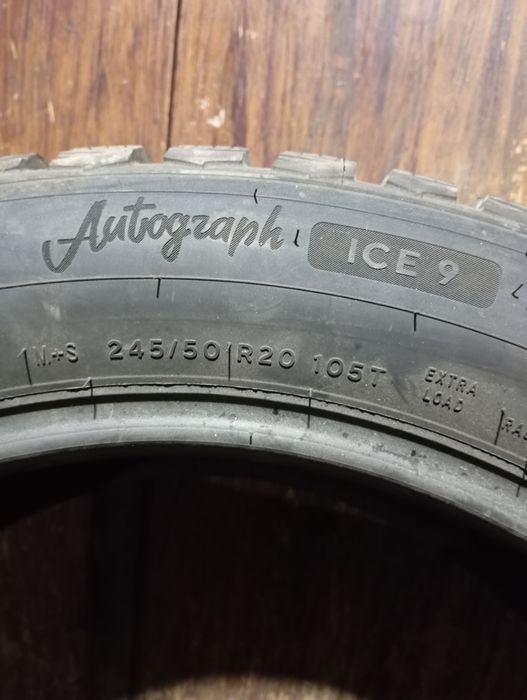 Autograph ICE 9
M+S 245/50 R20 105T EXTRA
LOAD